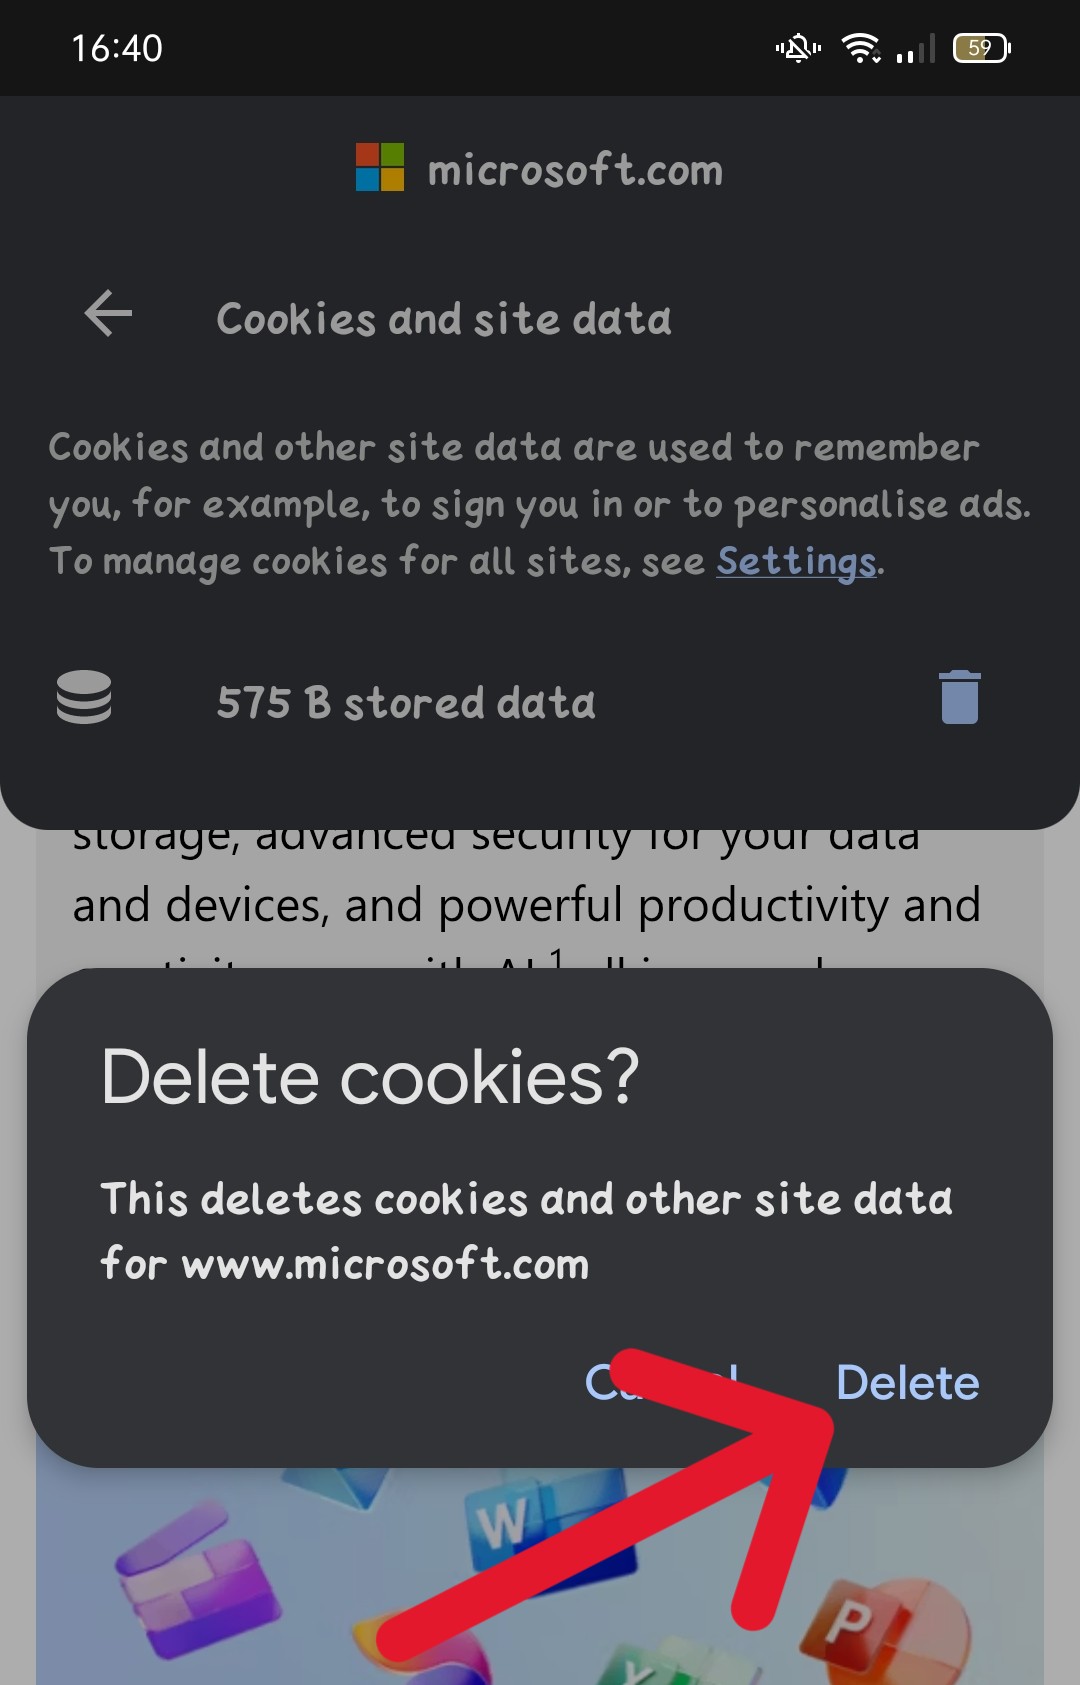 16:40
59
microsoft.com
Cookies and site data
Cookies and other site data are used to remember
you, for example, to sign you in or to personalise ads.
To manage cookies for all sites, see Settings.
575 B stored data
storage, advanced security for your data
and devices, and powerful productivity and
Delete cookies?
This deletes cookies and other site data
for www.microsoft.com
Delete
W
P